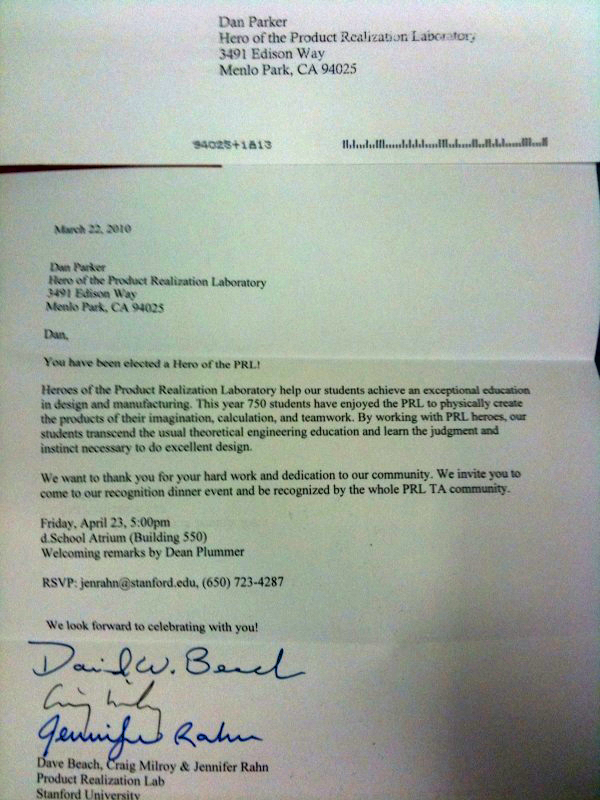 Dan Parker
Hero of the Product Realization Laboratory
3491 Edison Way
Menlo Park, CA 94025
94025+1813
March 22, 2010
Dan Parker
Hero of the Product Realization Laboratory
3491 Edison Way
Menlo Park, CA 94025
Dan,
You have been elected a Hero of the PRL!
Heroes of the Product Realization Laboratory help our students achieve an exceptional education
in design and manufacturing. This year 750 students have enjoyed the PRL to physically create
the products of their imagination, calculation, and teamwork. By working with PRL heroes, our
students transcend the usual theoretical engineering education and learn the judgment and
instinct necessary to do excellent design.
We want to thank you for your hard work and dedication to our community. We invite you to
come to our recognition dinner event and be recognized by the whole PRL TA community.
Friday, April 23, 5:00pm
d.School Atrium (Building 550)
Welcoming remarks by Dean Plummer
RSVP: jenrahn@stanford.edu, (650) 723-4287
We look forward to celebrating with you!
David W. Beach
Craig Milroy
Jennifer Rahn
Dave Beach, Craig Milroy & Jennifer Rahn
Product Realization Lab
Stanford University